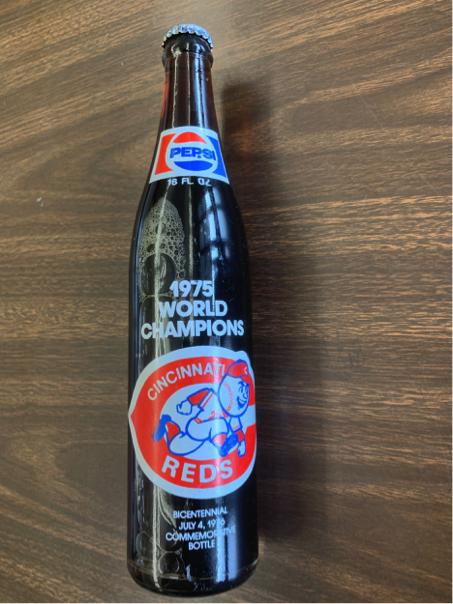 PEPSI
16 FL. OZ.
1975
WORLD
CHAMPIONS
CINCINNATI
REDS
BICENTENNIAL
JULY 4, 1976
COMMEMORATIVE
BOTTLE